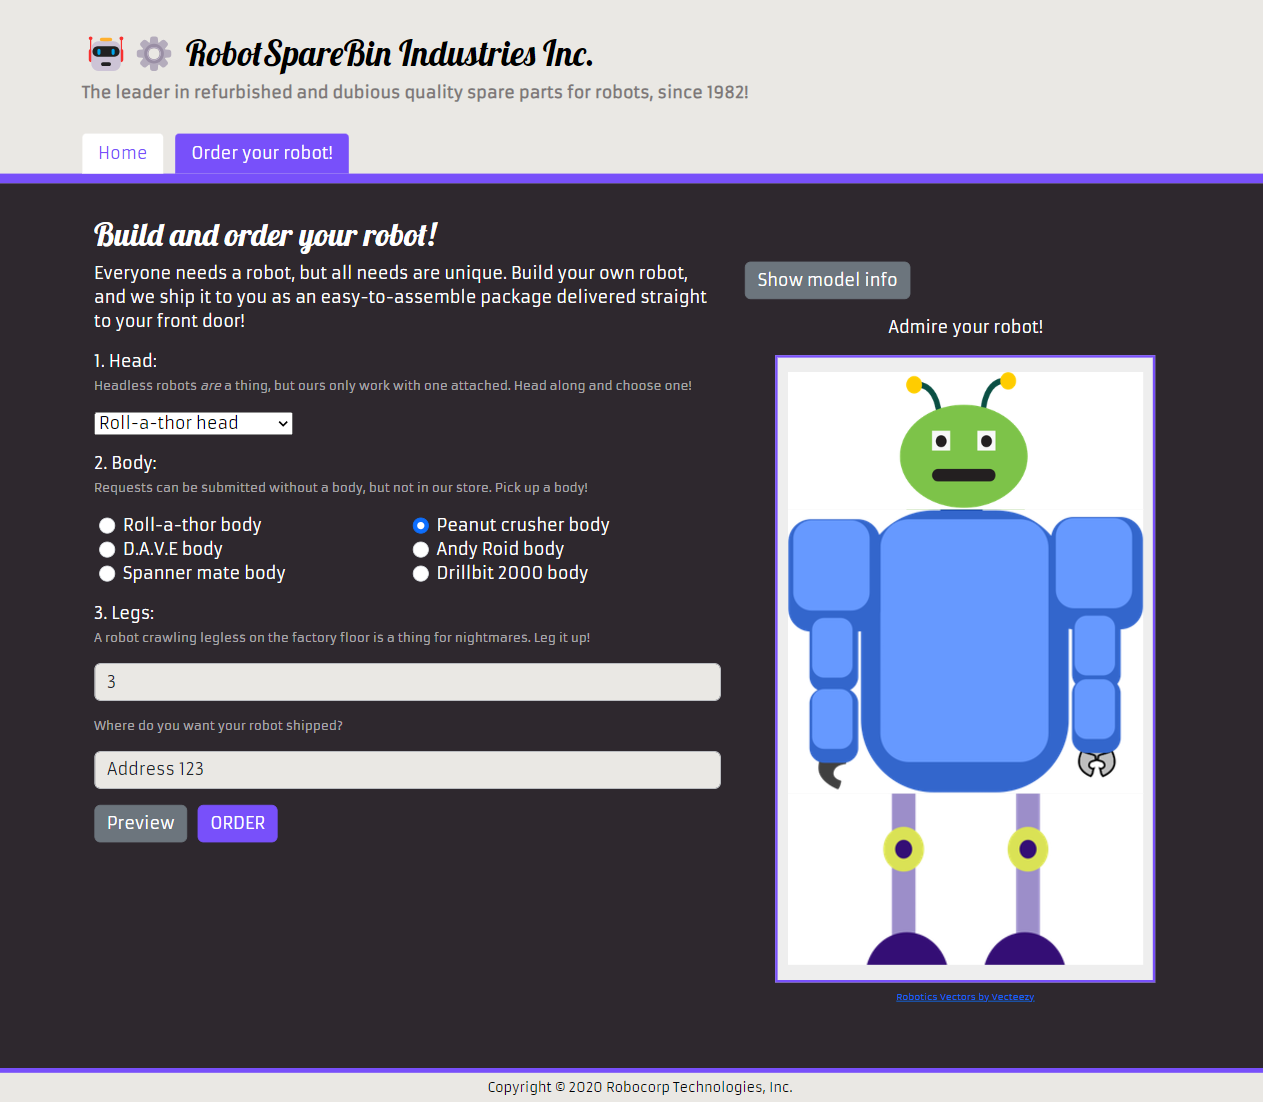 RobotSpareBin Industries Inc.
The leader in refurbished and dubious quality spare parts for robots, since 1982!
Home
Order your robot!
Build and order your robot!
Everyone needs a robot, but all needs are unique. Build your own robot,
and we ship it to you as an easy-to-assemble package delivered straight
to your front door!
1. Head:
Headless robots are a thing, but ours only work with one attached. Head along and choose one!
Roll-a-thor head
2. Body:
Requests can be submitted without a body, but not in our store. Pick up a body!
Roll-a-thor body
Peanut crusher body
D.A.V.E body
Andy Roid body
Spanner mate body
Drillbit 2000 body
3. Legs:
A robot crawling legless on the factory floor is a thing for nightmares. Leg it up!
3
Where do you want your robot shipped?
Address 123
Preview
ORDER
Show model info
Admire your robot!
Robotics Vectors by Vecteezy
Copyright © 2020 Robocorp Technologies, Inc.